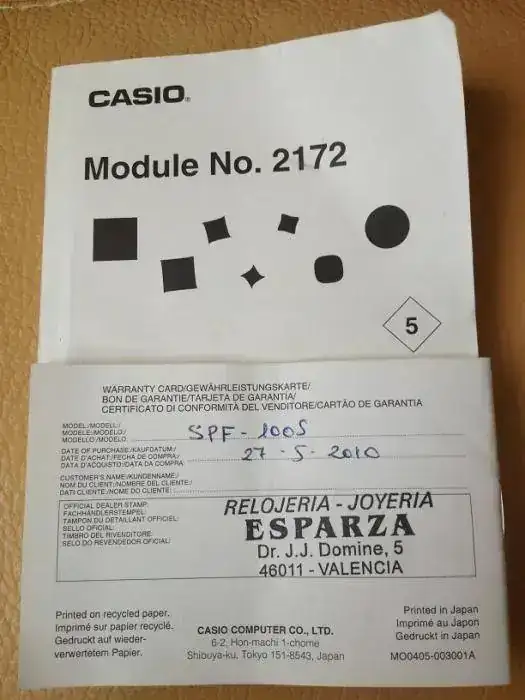 CASIO®
Module No. 2172
5
WARRANTY CARD/GEWÄHRLEISTUNGSKARTE/
BON DE GARANTIE/TARJETA DE GARANTIA/
CERTIFICATO DI CONFORMITÀ DEL VENDITORE/CARTÃO DE GARANTIA
MODEL:/MODELL:/
MODELE:/MODELO:/
MODELLO:/MODELO:
SPF-100S
DATE OF PURCHASE:/KAUFDATUM:/
DATE D'ACHAT:/FECHA DE COMPRA:/
DATA D'ACQUISTO:/DATA DA COMPRA:
27-5-2010
CUSTOMER'S NAME:/KUNDENNAME:/
NOM DU CLIENT:/NOMBRE DEL CLIENTE:/
DATI CLIENTE:/NOME DO CLIENTE:
OFFICIAL DEALER STAMP:
FACHHÄNDLERSTEMPEL:
TAMPON DU DETAILLANT OFFICIEL:
SELLO OFICIAL:
TIMBRO DEL RIVENDITORE:
SELO DO REVENDEDOR OFICIAL:
RELOJERIA - JOYERIA
ESPARZA
Dr. J.J. Domine, 5
46011 - VALENCIA
Printed on recycled paper.
Imprimé sur papier recyclé.
Gedruckt auf wieder-
verwertetem Papier.
CASIO COMPUTER CO., LTD.
6-2, Hon-machi 1-chome
Shibuya-ku, Tokyo 151-8543, Japan
Printed in Japan
Imprimé au Japon
Gedruckt in Japan
MO0405-003001A